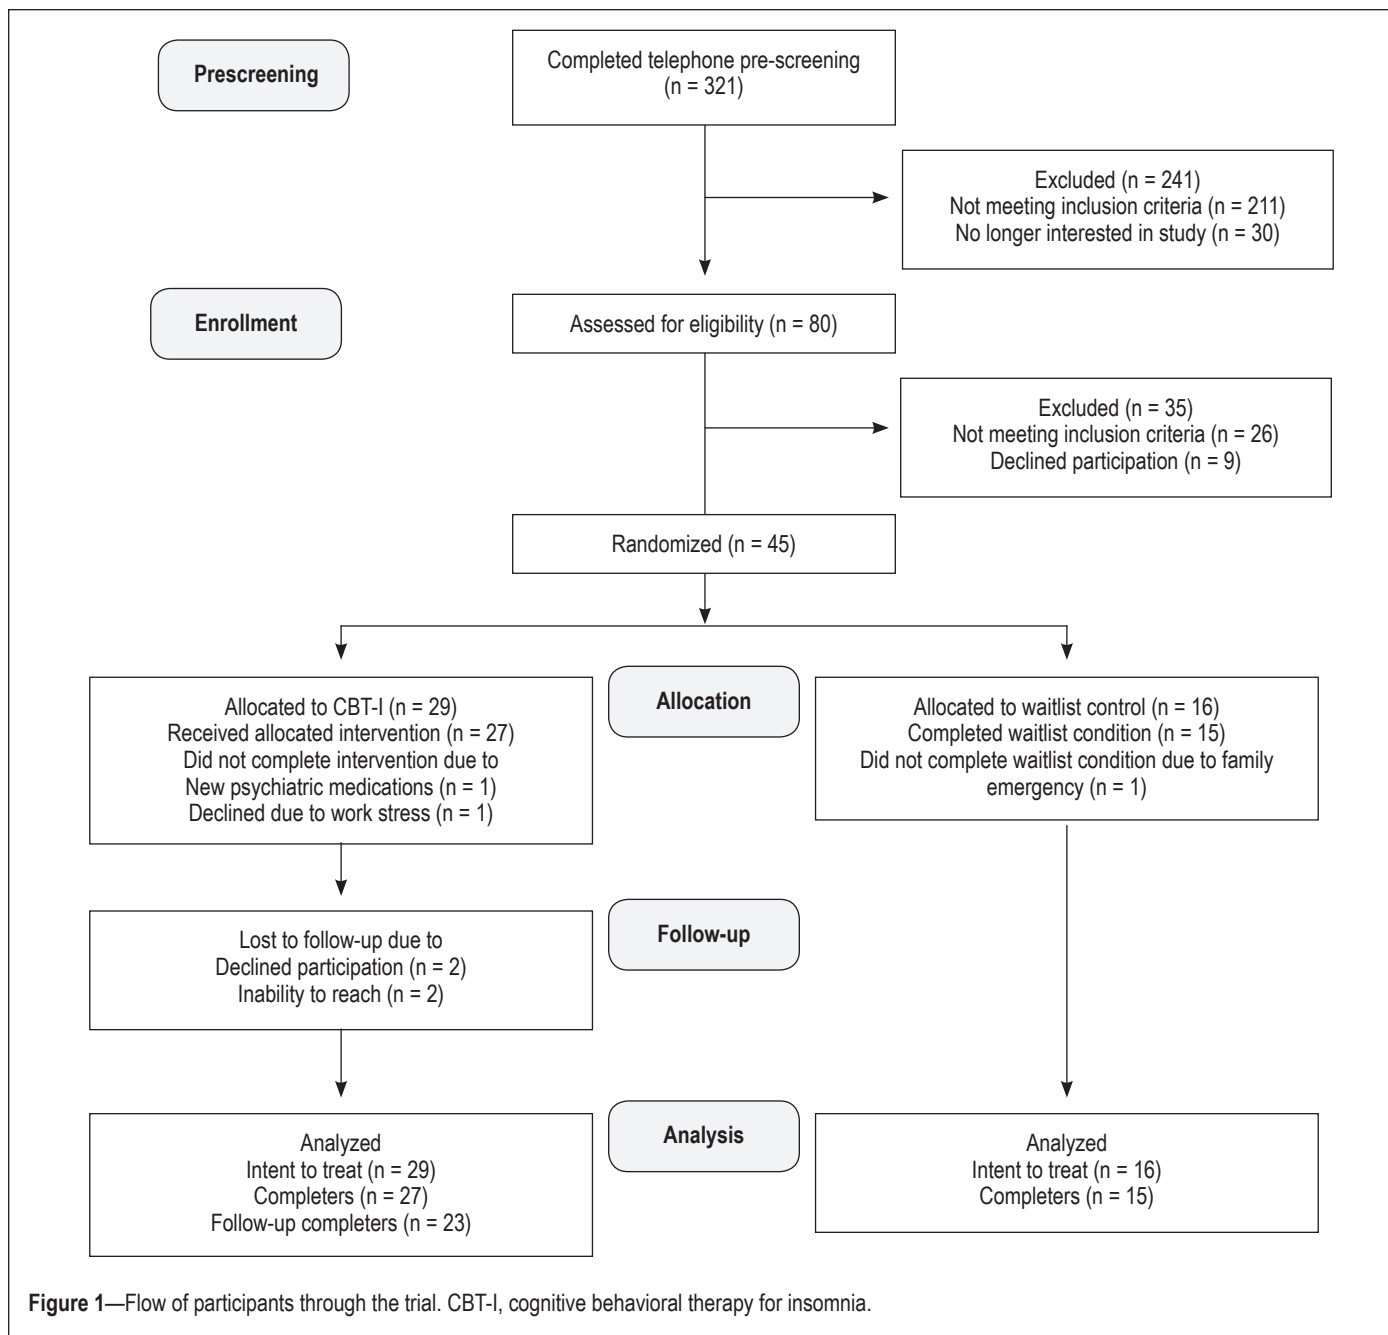 Prescreening
Completed telephone pre-screening
(n = 321)
Excluded (n = 241)
Not meeting inclusion criteria (n = 211)
No longer interested in study (n = 30)
Enrollment
Assessed for eligibility (n = 80)
Excluded (n = 35)
Not meeting inclusion criteria (n = 26)
Declined participation (n = 9)
Randomized (n = 45)
Allocation
Allocated to CBT-I (n = 29)
Received allocated intervention (n = 27)
Did not complete intervention due to
New psychiatric medications (n = 1)
Declined due to work stress (n = 1)
Allocated to waitlist control (n = 16)
Completed waitlist condition (n = 15)
Did not complete waitlist condition due to family
emergency (n = 1)
Follow-up
Lost to follow-up due to
Declined participation (n = 2)
Inability to reach (n = 2)
Analysis
Analyzed
Intent to treat (n = 29)
Completers (n = 27)
Follow-up completers (n = 23)
Analyzed
Intent to treat (n = 16)
Completers (n = 15)
Figure 1—Flow of participants through the trial. CBT-I, cognitive behavioral therapy for insomnia.